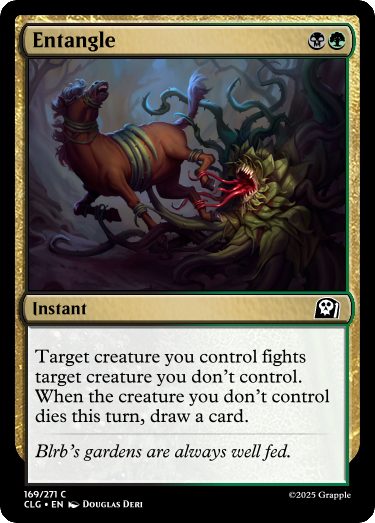 Entangle
Instant
Target creature you control fights
target creature you don't control.
When the creature you don't control
dies this turn, draw a card.
Blrb's gardens are always well fed.
169/271 C
©2025 Grapple
CLG • EN Douglas Deri